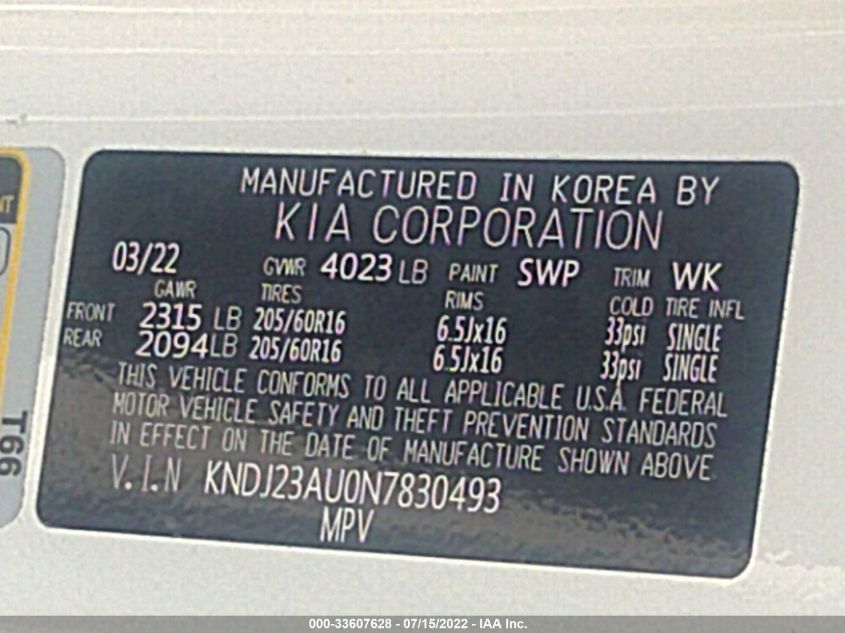 MANUFACTURED IN KOREA BY
KIA CORPORATION
03/22 GVWR 4023 LB PAINT SWP TRIM WK
GAWR TIRES RIMS COLD TIRE INFL
FRONT 2315 LB 205/60R16 6.5Jx16 33psi SINGLE
REAR 2094LB 205/60R16 6.5Jx16 33psi SINGLE
THIS VEHICLE CONFORMS TO ALL APPLICABLE U.S.A. FEDERAL
MOTOR VEHICLE SAFETY AND THEFT PREVENTION STANDARDS
IN EFFECT ON THE DATE OF MANUFACTURE SHOWN ABOVE.
V.I.N KNDJ23AU0N7830493
MPV
T66
000-33607628 - 07/15/2022 - IAA Inc.